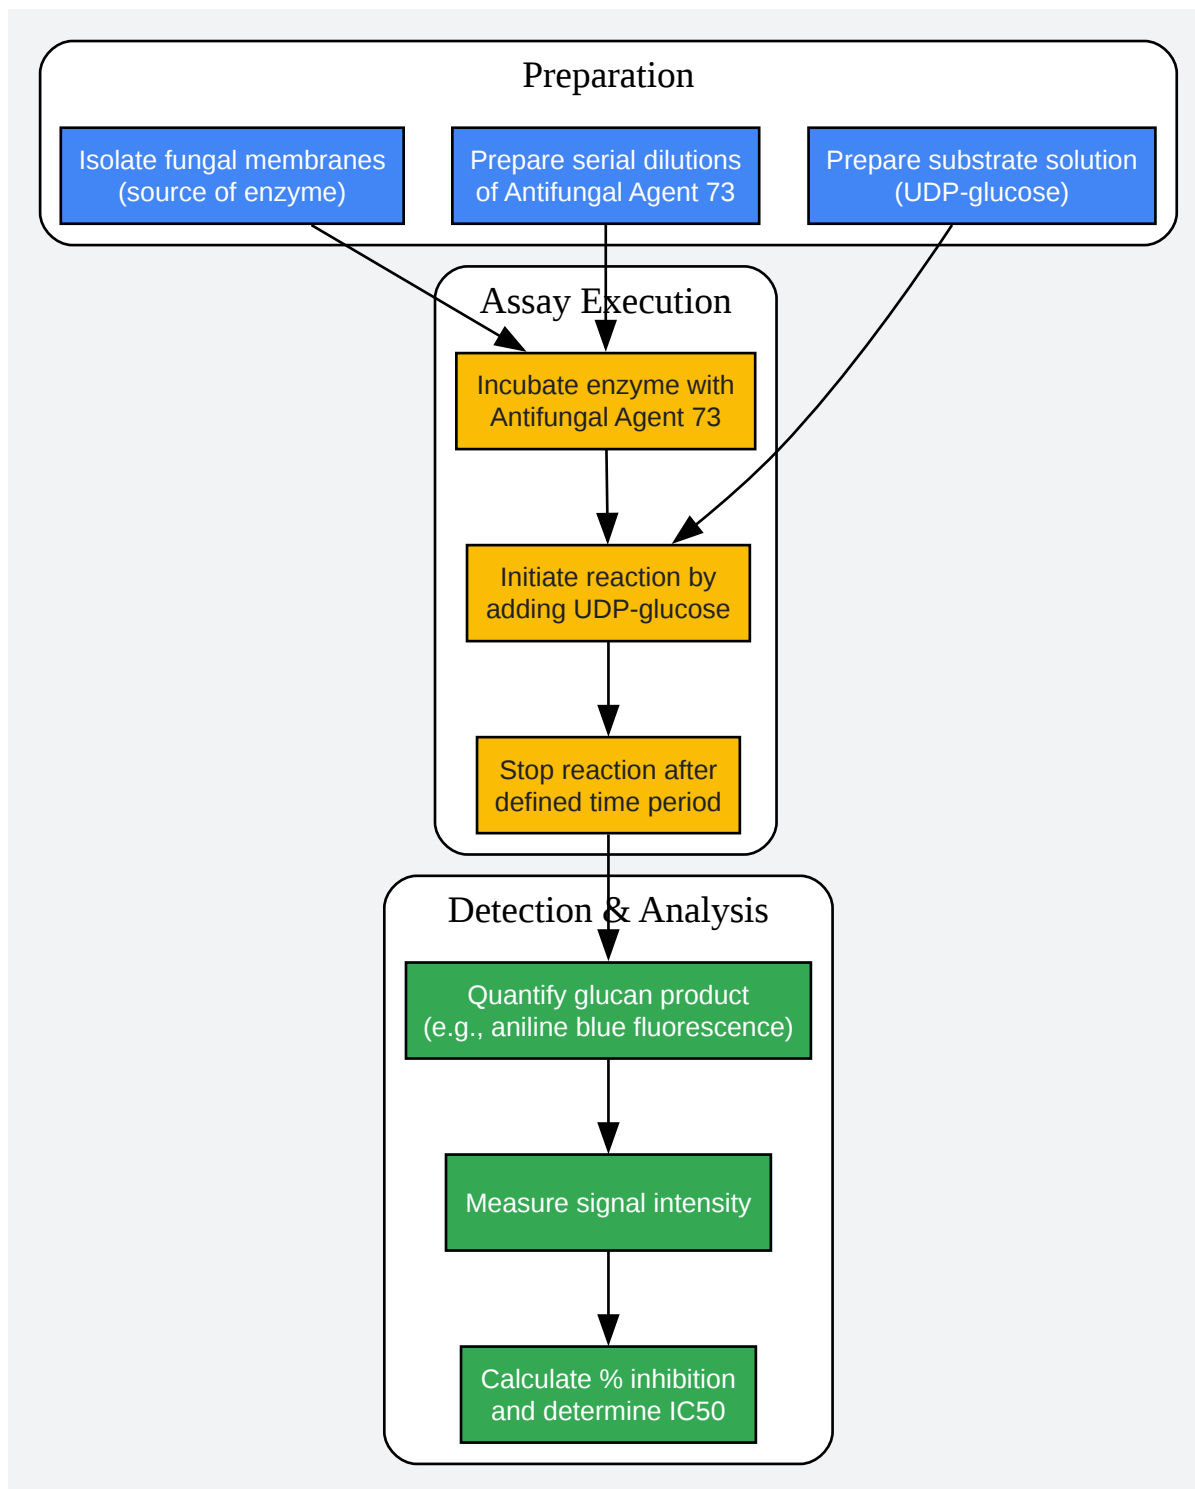 Preparation
Isolate fungal membranes
(source of enzyme)
Prepare serial dilutions
of Antifungal Agent 73
Prepare substrate solution
(UDP-glucose)
Assay Execution
Incubate enzyme with
Antifungal Agent 73
Initiate reaction by
adding UDP-glucose
Stop reaction after
defined time period
Detection & Analysis
Quantify glucan product
(e.g., aniline blue fluorescence)
Measure signal intensity
Calculate % inhibition
and determine IC50